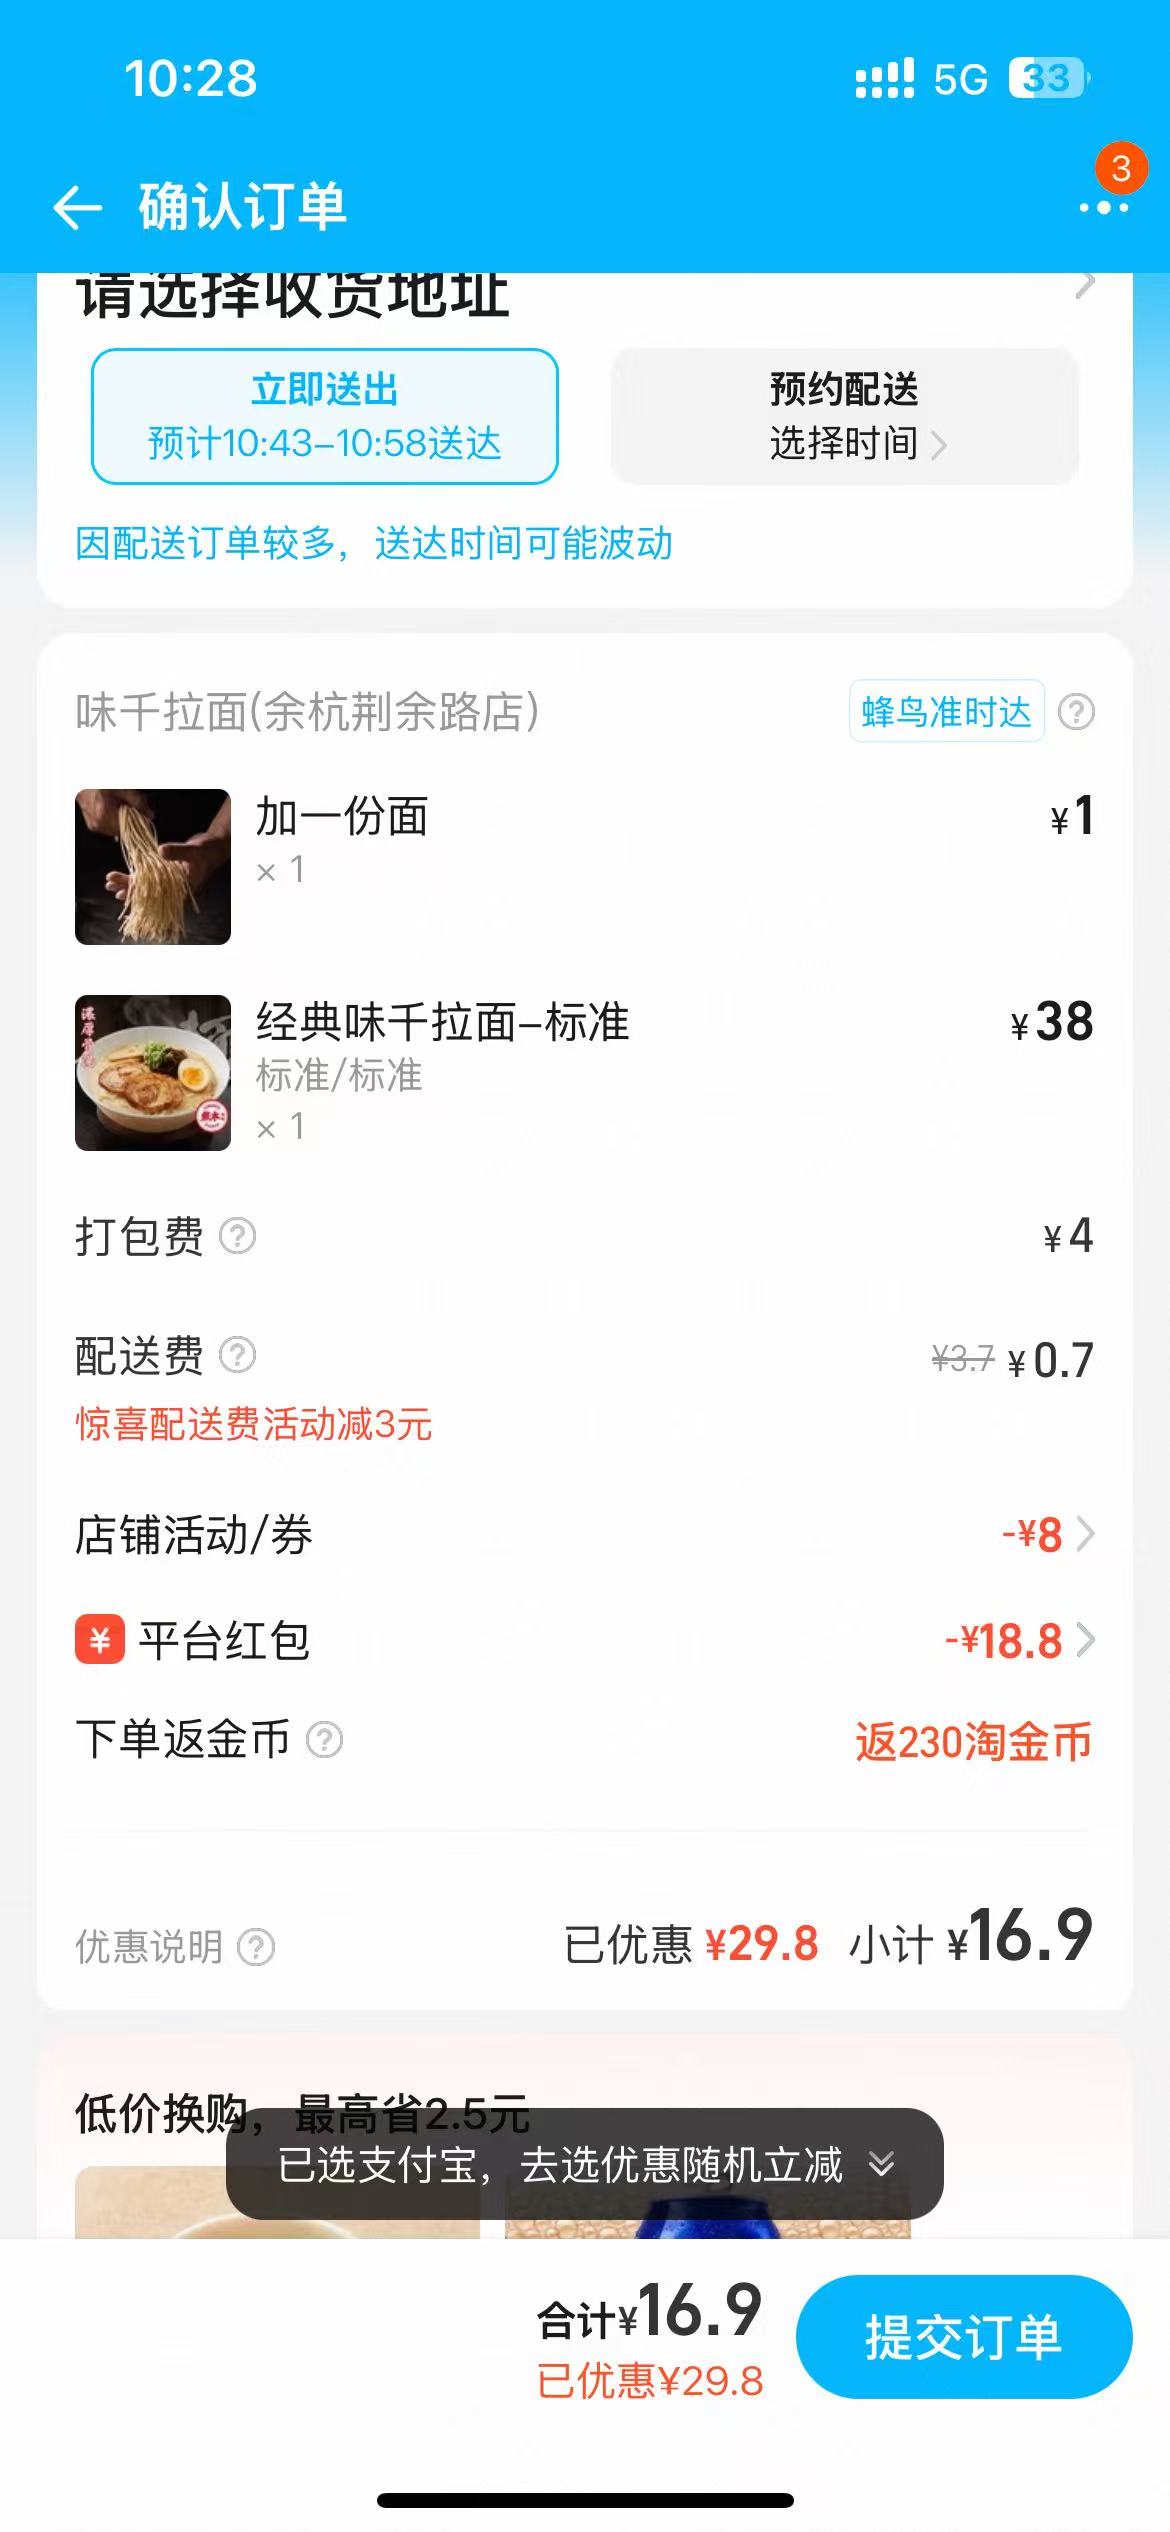 10:28
5G
33
3
确认订单
请选择收货地址
立即送出
预计10:43–10:58送达
预约配送
选择时间
因配送订单较多，送达时间可能波动
味千拉面(余杭荆余路店)
蜂鸟准时达 ?
加一份面
¥1
× 1
经典味千拉面–标准
¥38
标准/标准
× 1
打包费 ?
¥4
配送费 ?
¥3.7 ¥0.7
惊喜配送费活动减3元
店铺活动/券
-¥8
¥ 平台红包
-¥18.8
下单返金币 ?
返230淘金币
优惠说明 ?
已优惠 ¥29.8 小计 ¥16.9
低价换购，最高省2.5元
已选支付宝，去选优惠随机立减
合计¥16.9
已优惠¥29.8
提交订单